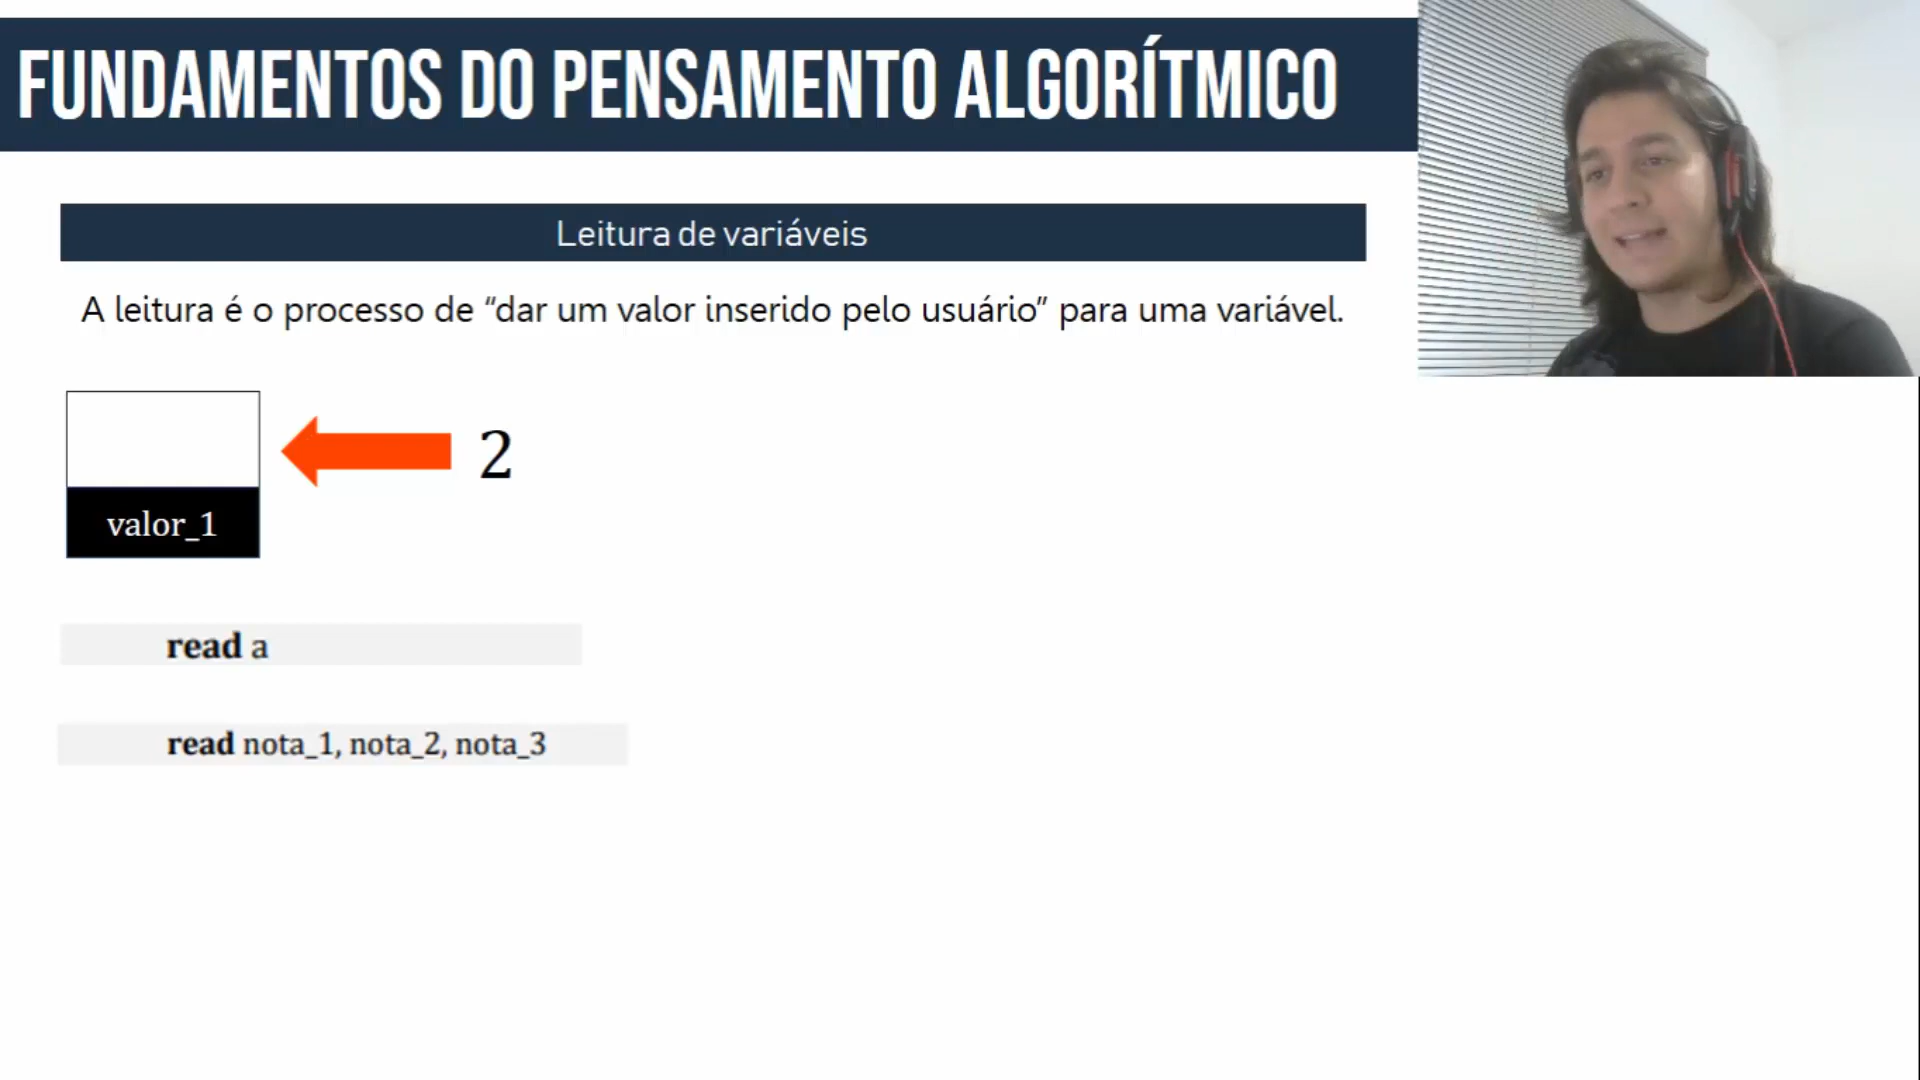 FUNDAMENTOS DO PENSAMENTO ALGORÍTMICO
Leitura de variáveis
A leitura é o processo de “dar um valor inserido pelo usuário” para uma variável.
2
valor_1
read a
read nota_1, nota_2, nota_3